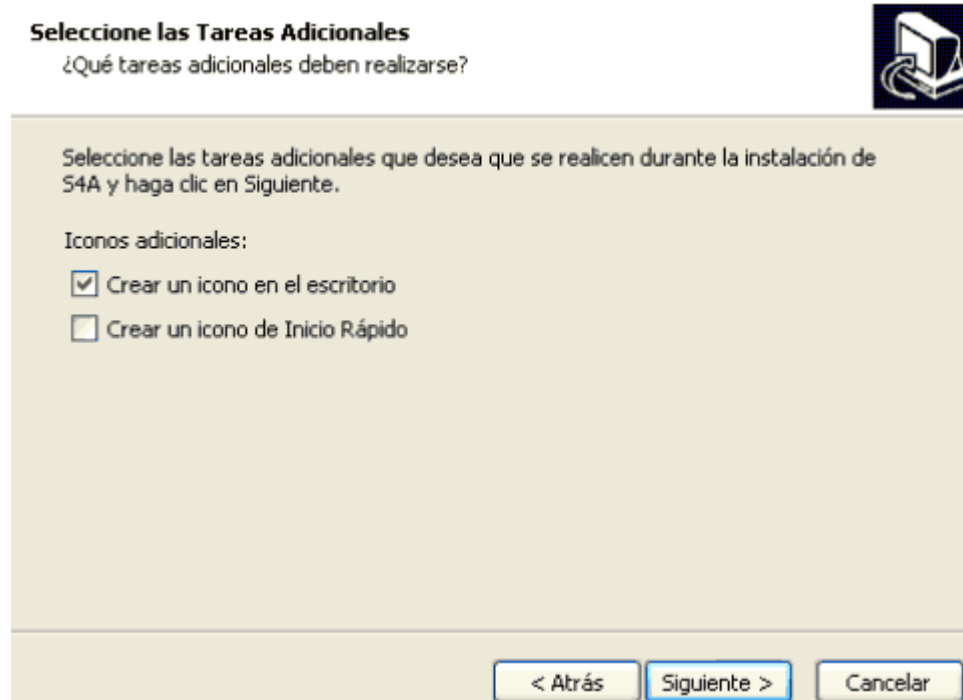 Seleccione las Tareas Adicionales
¿Qué tareas adicionales deben realizarse?
Seleccione las tareas adicionales que desea que se realicen durante la instalación de
S4A y haga clic en Siguiente.
Iconos adicionales:
Crear un icono en el escritorio
Crear un icono de Inicio Rápido
< Atrás Siguiente > Cancelar